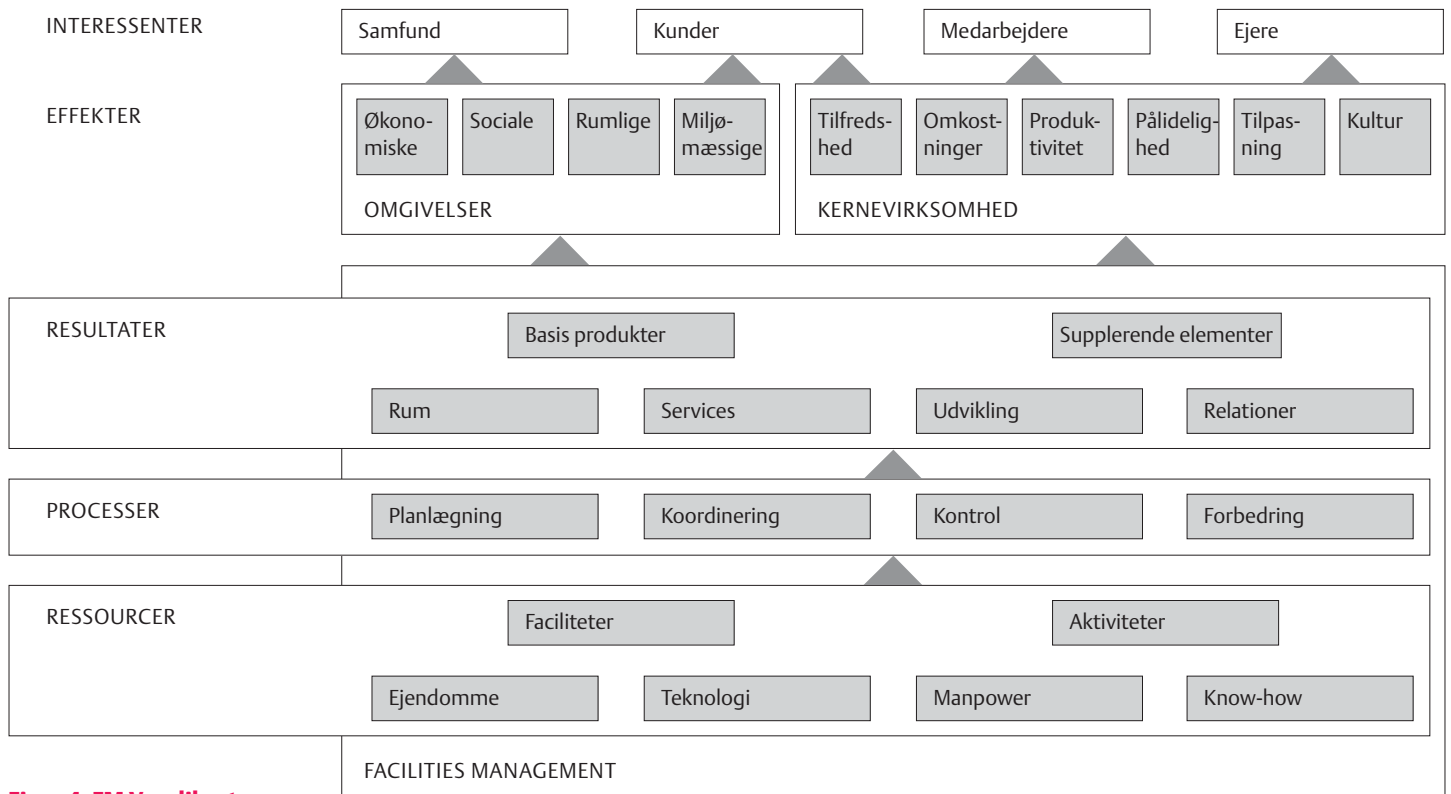 INTERESSENTER
Samfund
Kunder
Medarbejdere
Ejere
EFFEKTER
Økono-
miske
Sociale
Rumlige
Miljø-
mæssige
Tilfreds-
hed
Omkost-
ninger
Produk-
tivitet
Pålidelig-
hed
Tilpas-
ning
Kultur
OMGIVELSER
KERNEVIRKSOMHED
RESULTATER
Basis produkter
Supplerende elementer
Rum
Services
Udvikling
Relationer
PROCESSER
Planlægning
Koordinering
Kontrol
Forbedring
RESSOURCER
Faciliteter
Aktiviteter
Ejendomme
Teknologi
Manpower
Know-how
FACILITIES MANAGEMENT